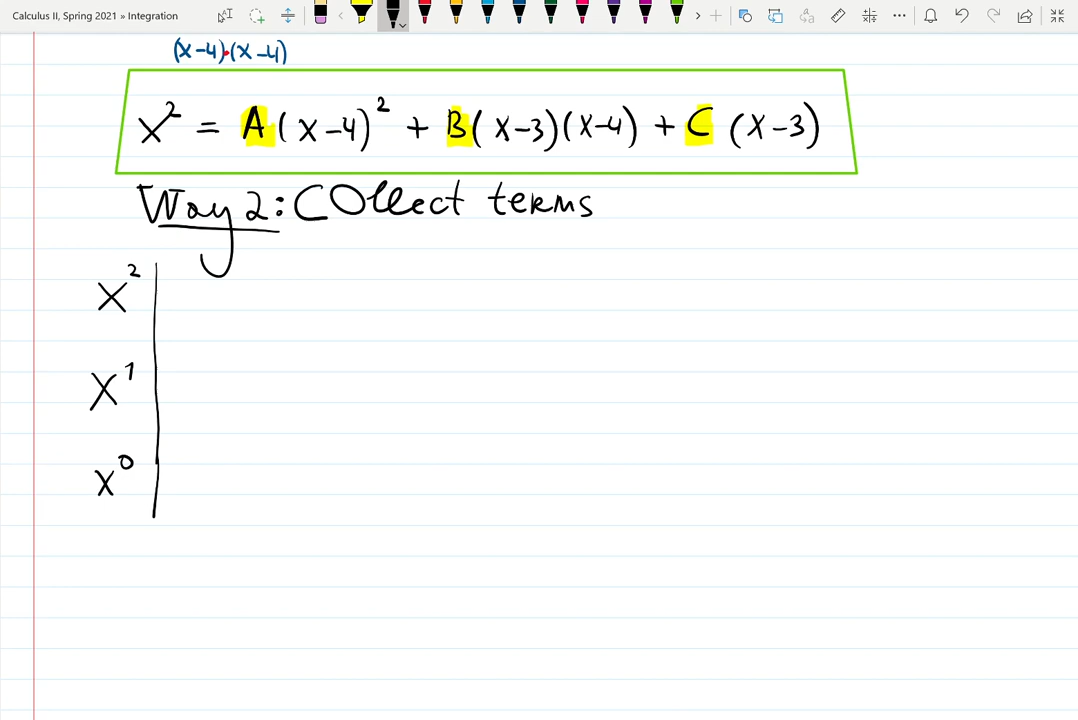 Calculus II, Spring 2021 » Integration
(x-4)·(x-4)
x² = A(x-4)² + B(x-3)(x-4) + C (x-3)
Way 2: Collect terms
x²
x¹
x⁰